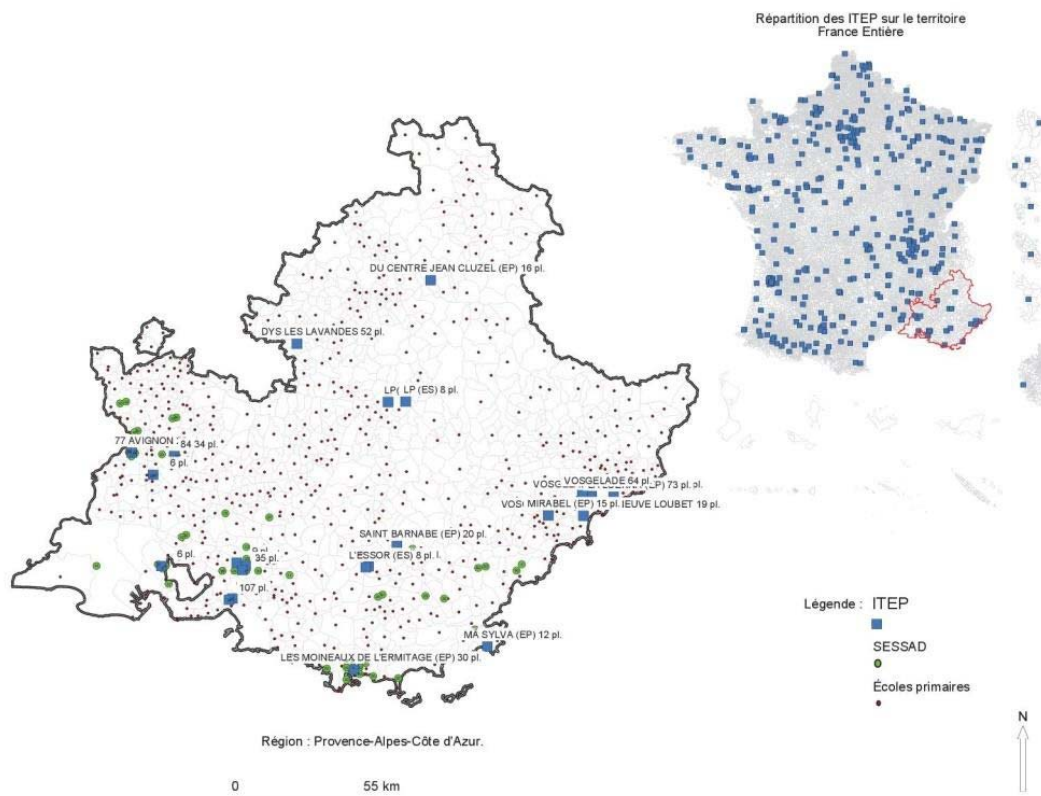 Répartition des ITEP sur le territoire
France Entière
DU CENTRE JEAN CLUZEL (EP) 16 pl.
DYS LES LAVANDES 52 pl.
LP( LP (ES) 8 pl.
77 AVIGNON
84 34 pl.
6 pl.
VOSGELADE 64 pl.
(EP) 73 pl. pl.
MIRABEL (EP) 15 pl.
EUVE LOUBET 19 pl.
SAINT BARNABE (EP) 20 pl.
L'ESSOR (ES) 8 pl.
6 pl.
35 pl.
107 pl.
MA SYLVA (EP) 12 pl.
LES MOINEAUX DE L'ERMITAGE (EP) 30 pl.
Légende : ITEP
SESSAD
Écoles primaires
N
Région : Provence-Alpes-Côte d'Azur.
0 55 km